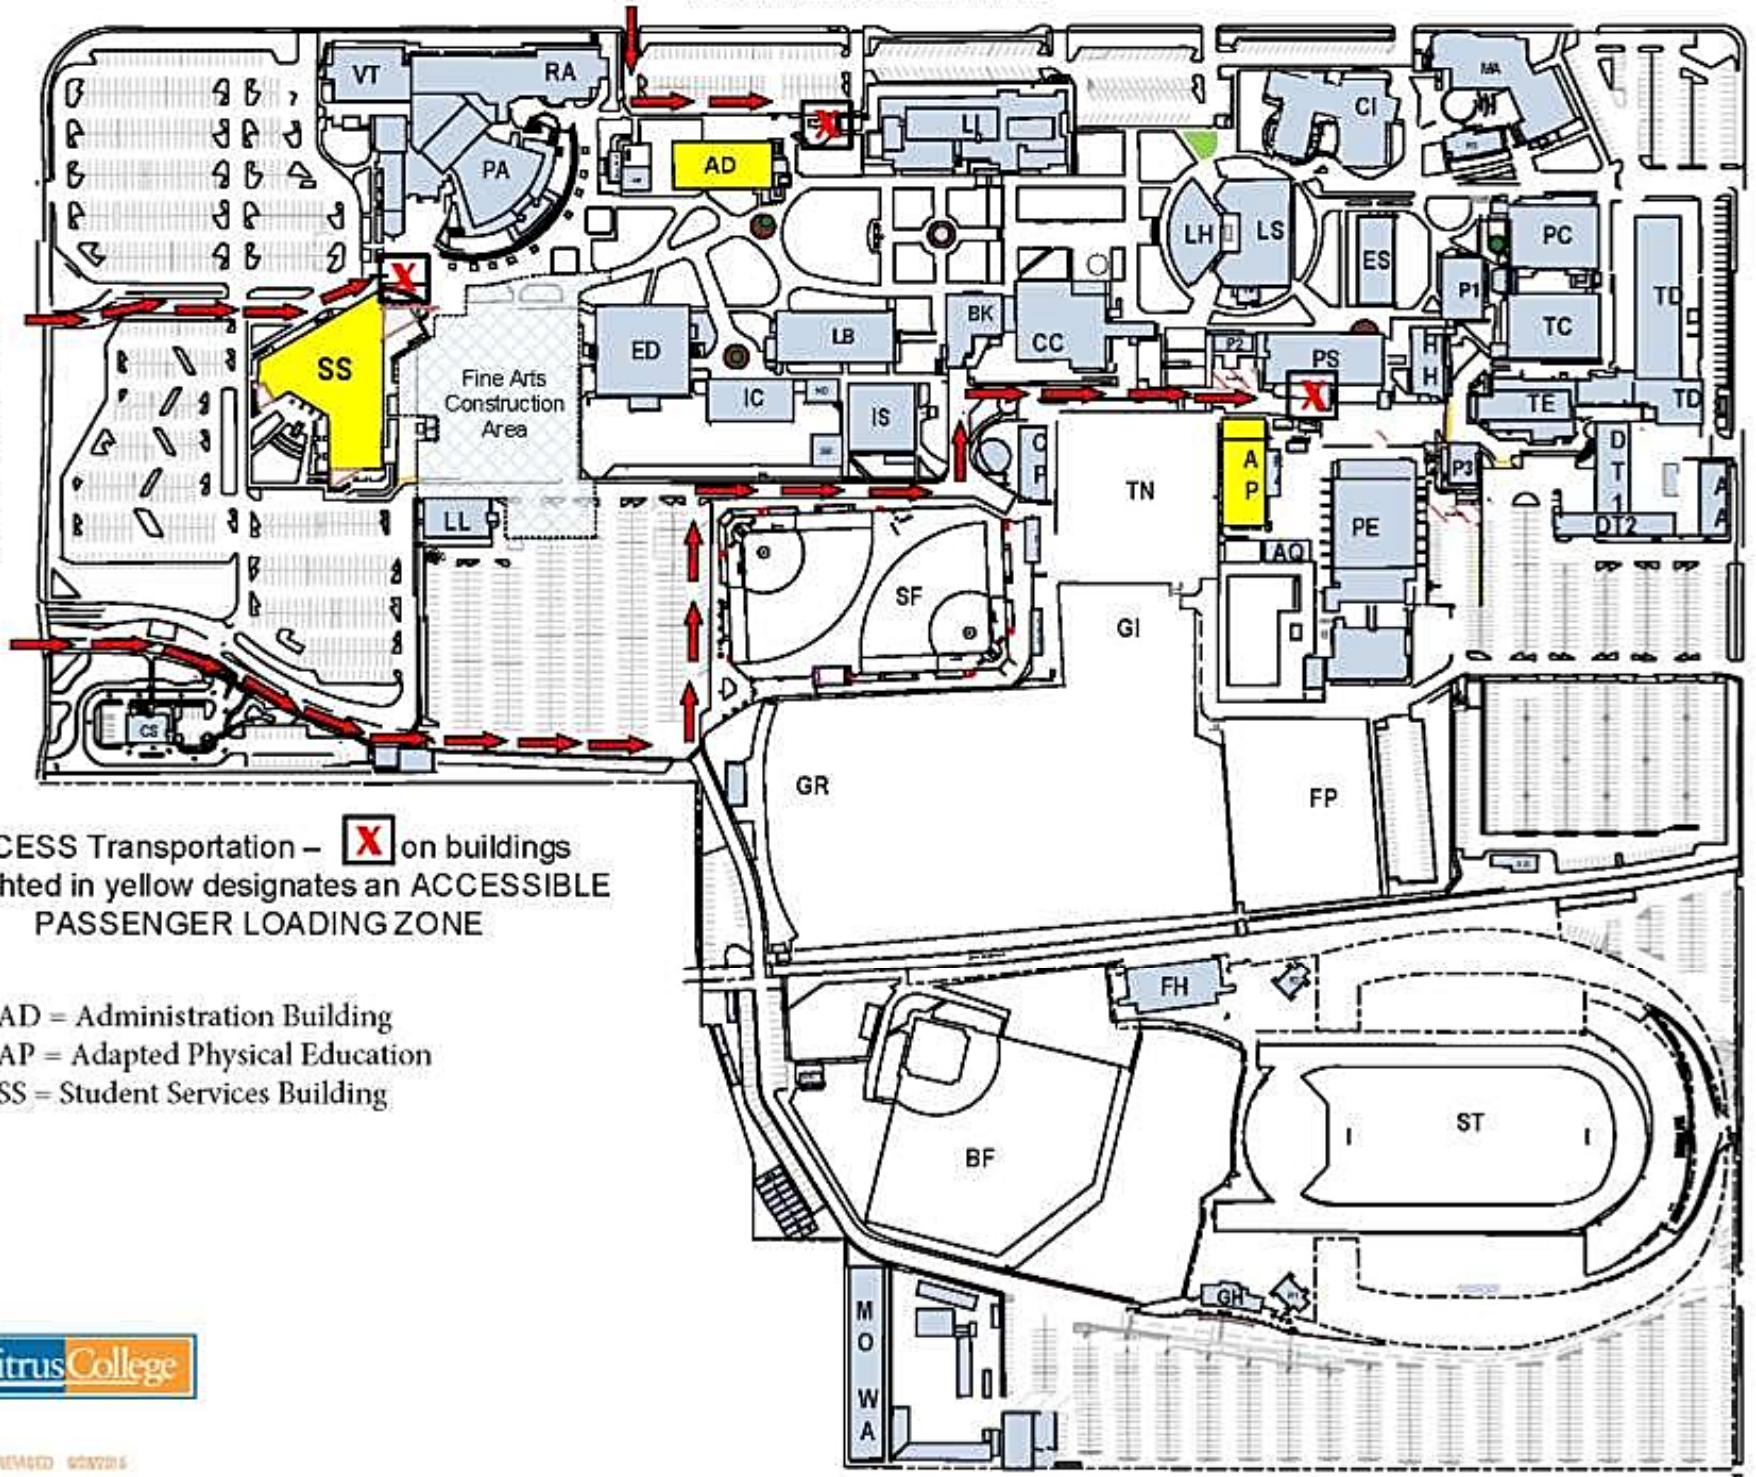 VT
RA
PA
AD
LI
CI
MA
LH
LS
ES
PC
P1
TD
TC
SS
Fine Arts
Construction
Area
ED
LB
BK
CC
P2
PS
H
H
IC
IS
TE
TD
X
X
X
C
P
TN
A
P
P3
D
T
1
DT2
A
A
LL
PE
AQ
SF
GI
CS
GR
FP
CESS Transportation – X on buildings
hted in yellow designates an ACCESSIBLE
PASSENGER LOADING ZONE
AD = Administration Building
AP = Adapted Physical Education
SS = Student Services Building
FH
ST
BF
GH
M
O
W
A
itrusCollege